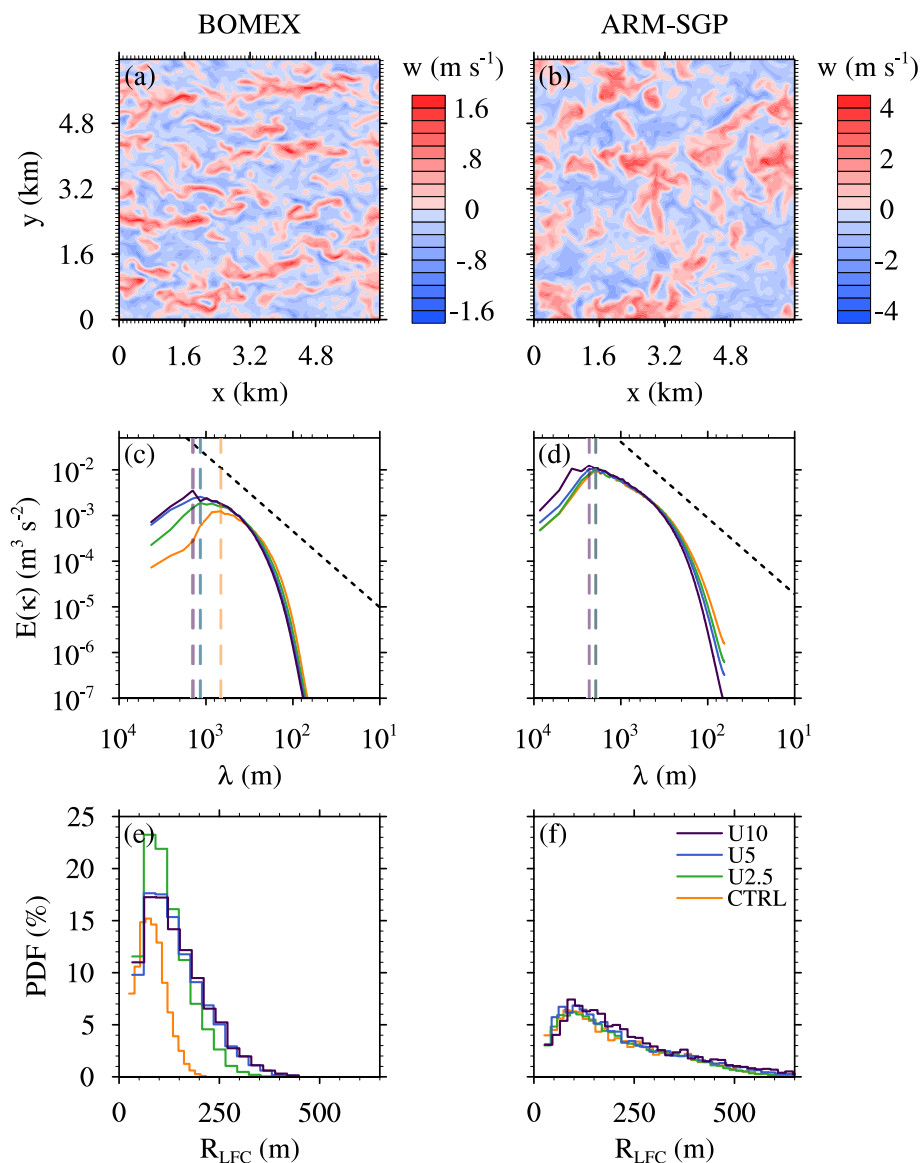 BOMEX
ARM-SGP
(a)
w (m s⁻¹)
1.6
.8
0
-.8
-1.6
y (km)
4.8
3.2
1.6
0
0 1.6 3.2 4.8
x (km)
(b)
w (m s⁻¹)
4
2
0
-2
-4
0 1.6 3.2 4.8
x (km)
(c)
E(κ) (m³ s⁻²)
10⁻²
10⁻³
10⁻⁴
10⁻⁵
10⁻⁶
10⁻⁷
10⁴ 10³ 10² 10¹
λ (m)
(d)
10⁴ 10³ 10² 10¹
λ (m)
(e)
PDF (%)
25
20
15
10
5
0
0 250 500
R_LFC (m)
(f)
U10
U5
U2.5
CTRL
0 250 500
R_LFC (m)